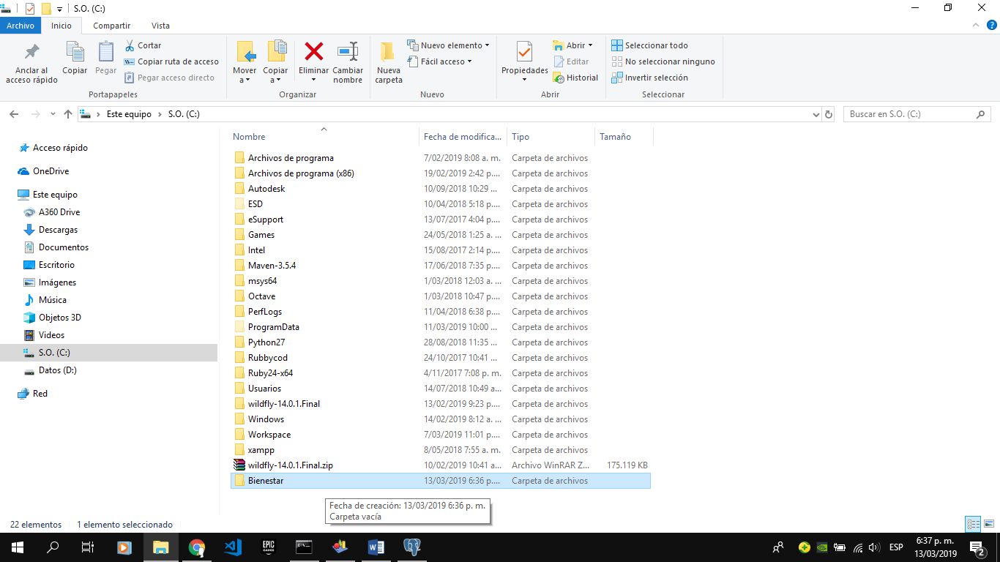 S.O. (C:)
Archivo Inicio Compartir Vista
Anclar al acceso rápido
Copiar
Pegar
Cortar
Copiar ruta de acceso
Pegar acceso directo
Portapapeles
Mover a
Copiar a
Eliminar
Cambiar nombre
Organizar
Nueva carpeta
Nuevo elemento
Fácil acceso
Nuevo
Propiedades
Abrir
Editar
Historial
Abrir
Seleccionar todo
No seleccionar ninguno
Invertir selección
Seleccionar
Este equipo > S.O. (C:)
Buscar en S.O. (C:)
Acceso rápido
OneDrive
Este equipo
A360 Drive
Descargas
Documentos
Escritorio
Imágenes
Música
Objetos 3D
Videos
S.O. (C:)
Datos (D:)
Red
Nombre Fecha de modifica... Tipo Tamaño
Archivos de programa 7/02/2019 8:08 a. m. Carpeta de archivos
Archivos de programa (x86) 19/02/2019 2:42 p.... Carpeta de archivos
Autodesk 10/09/2018 10:29 ... Carpeta de archivos
ESD 10/04/2018 5:18 p.... Carpeta de archivos
eSupport 13/07/2017 4:04 p.... Carpeta de archivos
Games 24/05/2018 1:25 a. ... Carpeta de archivos
Intel 15/08/2017 2:14 p.... Carpeta de archivos
Maven-3.5.4 17/06/2018 7:35 p.... Carpeta de archivos
msys64 1/03/2018 12:03 a. ... Carpeta de archivos
Octave 1/03/2018 10:47 p.... Carpeta de archivos
PerfLogs 11/04/2018 6:38 p.... Carpeta de archivos
ProgramData 11/03/2019 10:00 ... Carpeta de archivos
Python27 28/08/2018 11:35 ... Carpeta de archivos
Rubbycod 24/10/2017 10:41 ... Carpeta de archivos
Ruby24-x64 4/11/2017 7:08 p. m. Carpeta de archivos
Usuarios 14/07/2018 10:49 a... Carpeta de archivos
wildfly-14.0.1.Final 13/02/2019 9:23 p.... Carpeta de archivos
Windows 14/02/2019 8:12 a. ... Carpeta de archivos
Workspace 7/03/2019 11:01 p.... Carpeta de archivos
xampp 8/05/2018 7:55 a. m. Carpeta de archivos
wildfly-14.0.1.Final.zip 10/02/2019 10:41 a... Archivo WinRAR Z... 175.119 KB
Bienestar 13/03/2019 6:36 p.... Carpeta de archivos
Fecha de creación: 13/03/2019 6:36 p. m.
Carpeta vacía
22 elementos 1 elemento seleccionado
EPIC GAMES
ESP
6:37 p. m.
13/03/2019
2